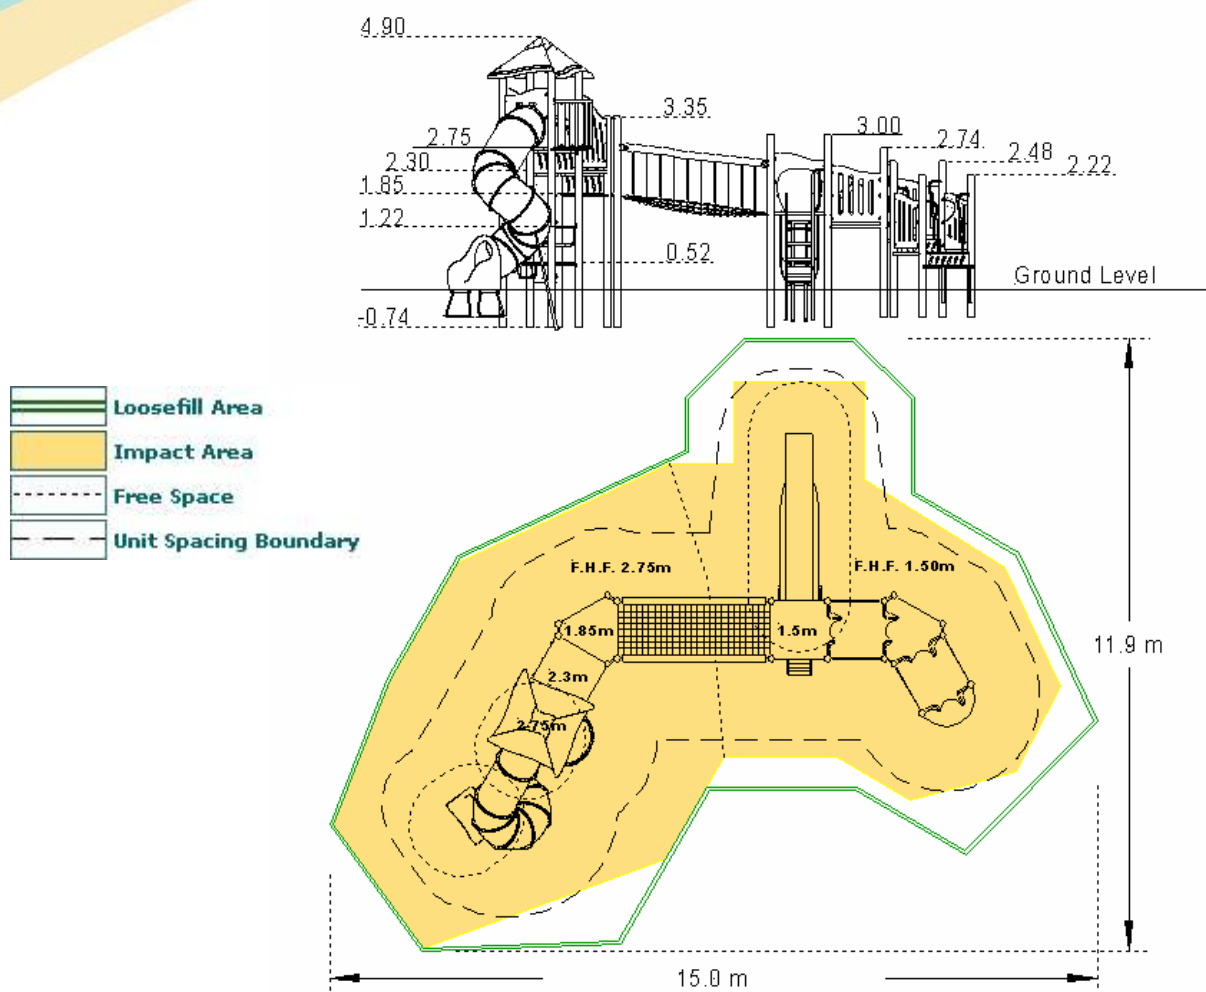 4.90
3.35
2.75
3.00
2.74
2.30
2.48
1.85
2.22
1.22
0.52
Ground Level
-0.74
Loosefill Area
Impact Area
Free Space
Unit Spacing Boundary
F.H.F. 2.75m
F.H.F. 1.50m
1.85m
1.5m
2.3m
2.75m
11.9 m
15.0 m